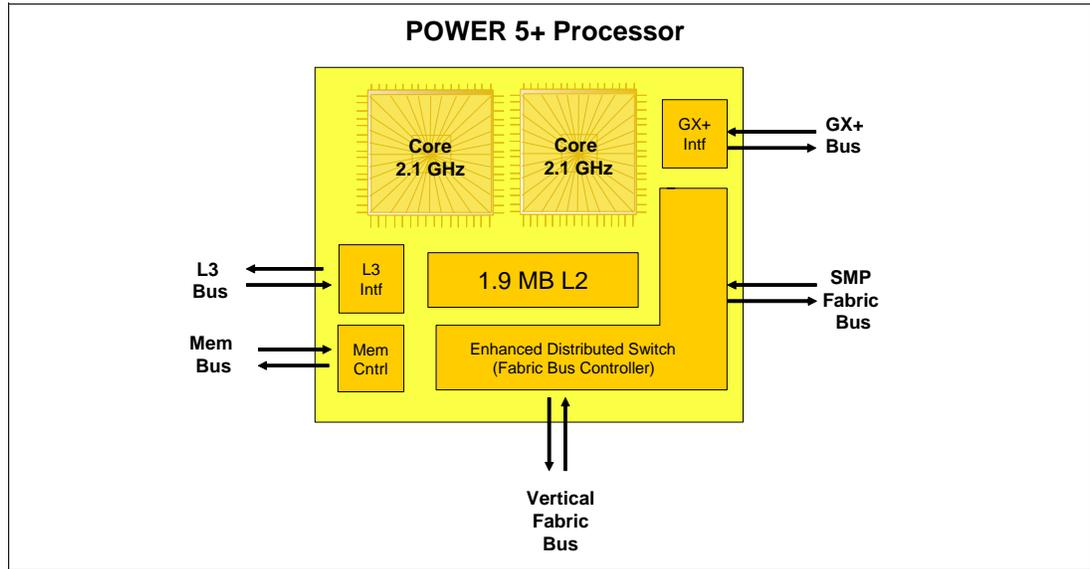 POWER 5+ Processor
Core
2.1 GHz
Core
2.1 GHz
GX+
Intf
GX+
Bus
L3
Bus
L3
Intf
1.9 MB L2
SMP
Fabric
Bus
Mem
Bus
Mem
Cntrl
Enhanced Distributed Switch
(Fabric Bus Controller)
Vertical
Fabric
Bus